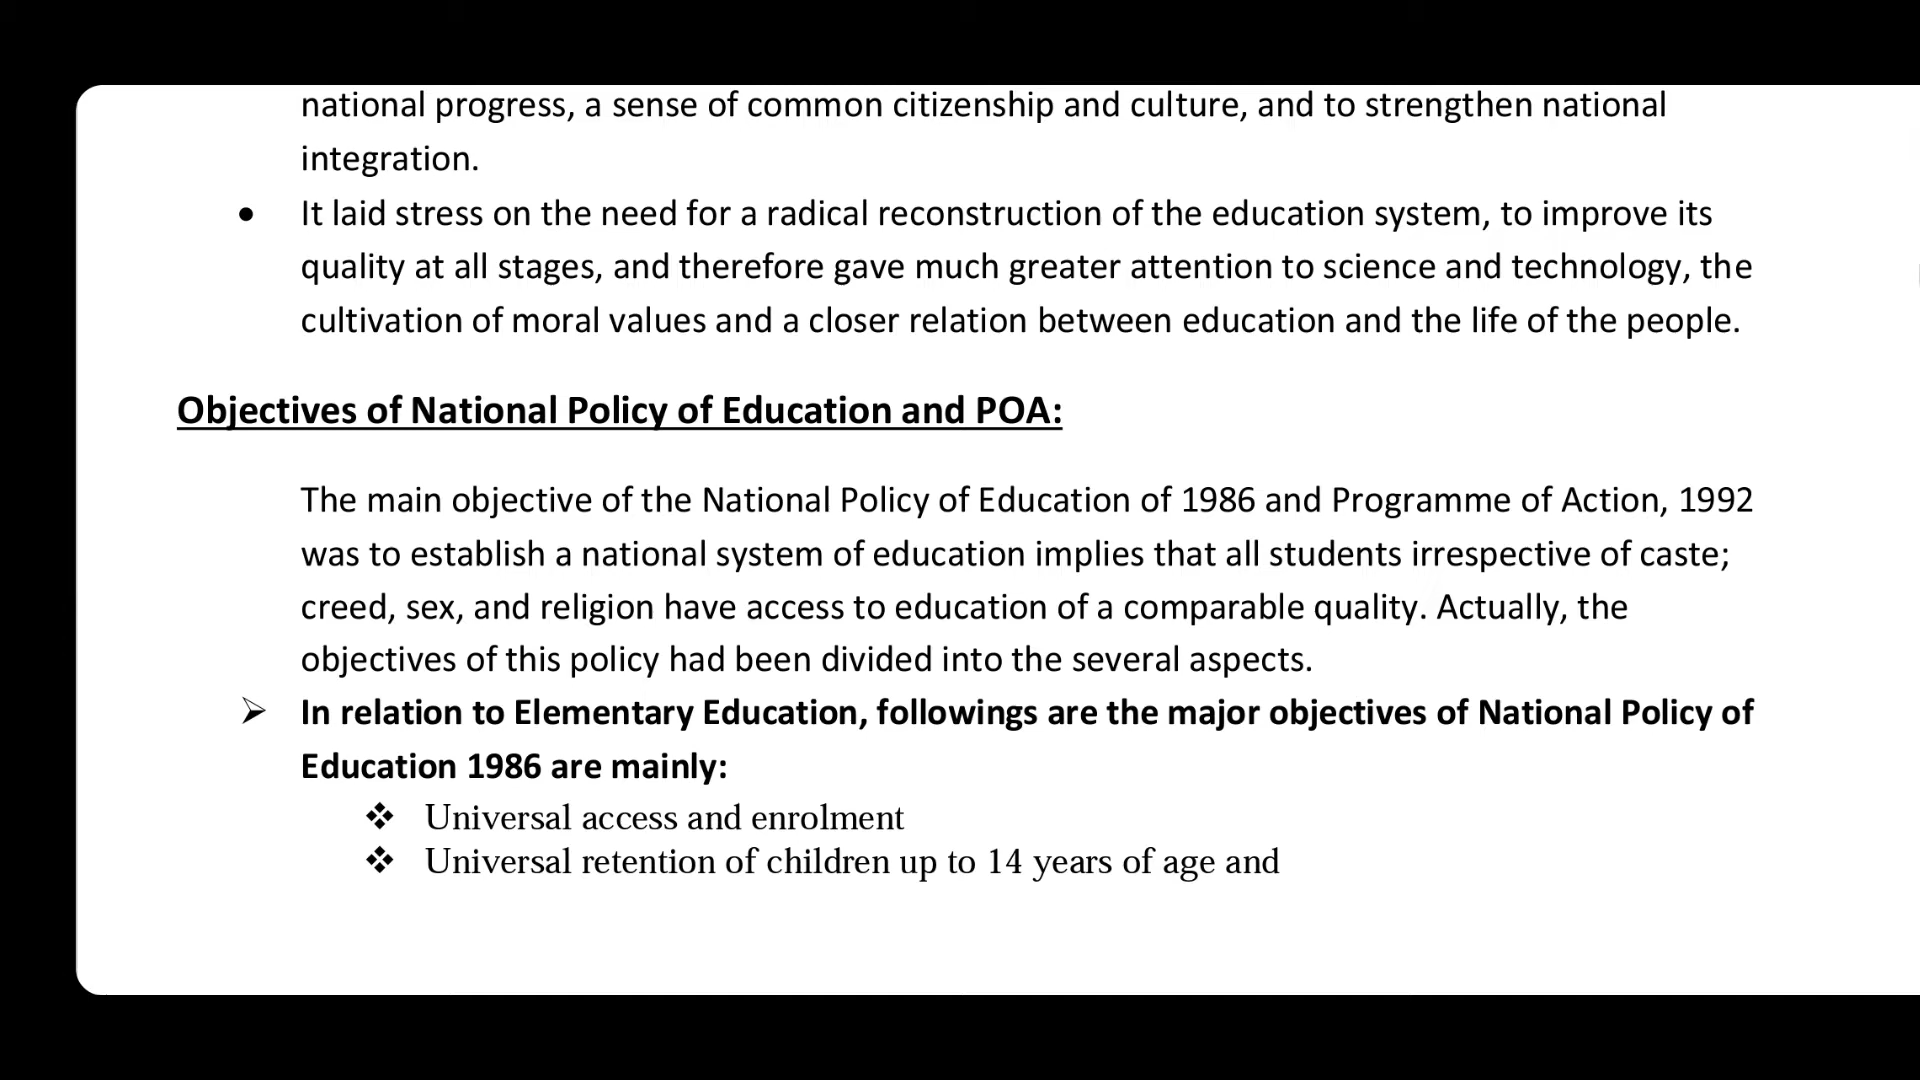 national progress, a sense of common citizenship and culture, and to strengthen national
integration.
• It laid stress on the need for a radical reconstruction of the education system, to improve its
quality at all stages, and therefore gave much greater attention to science and technology, the
cultivation of moral values and a closer relation between education and the life of the people.
Objectives of National Policy of Education and POA:
The main objective of the National Policy of Education of 1986 and Programme of Action, 1992
was to establish a national system of education implies that all students irrespective of caste;
creed, sex, and religion have access to education of a comparable quality. Actually, the
objectives of this policy had been divided into the several aspects.
➢ In relation to Elementary Education, followings are the major objectives of National Policy of
Education 1986 are mainly:
❖ Universal access and enrolment
❖ Universal retention of children up to 14 years of age and